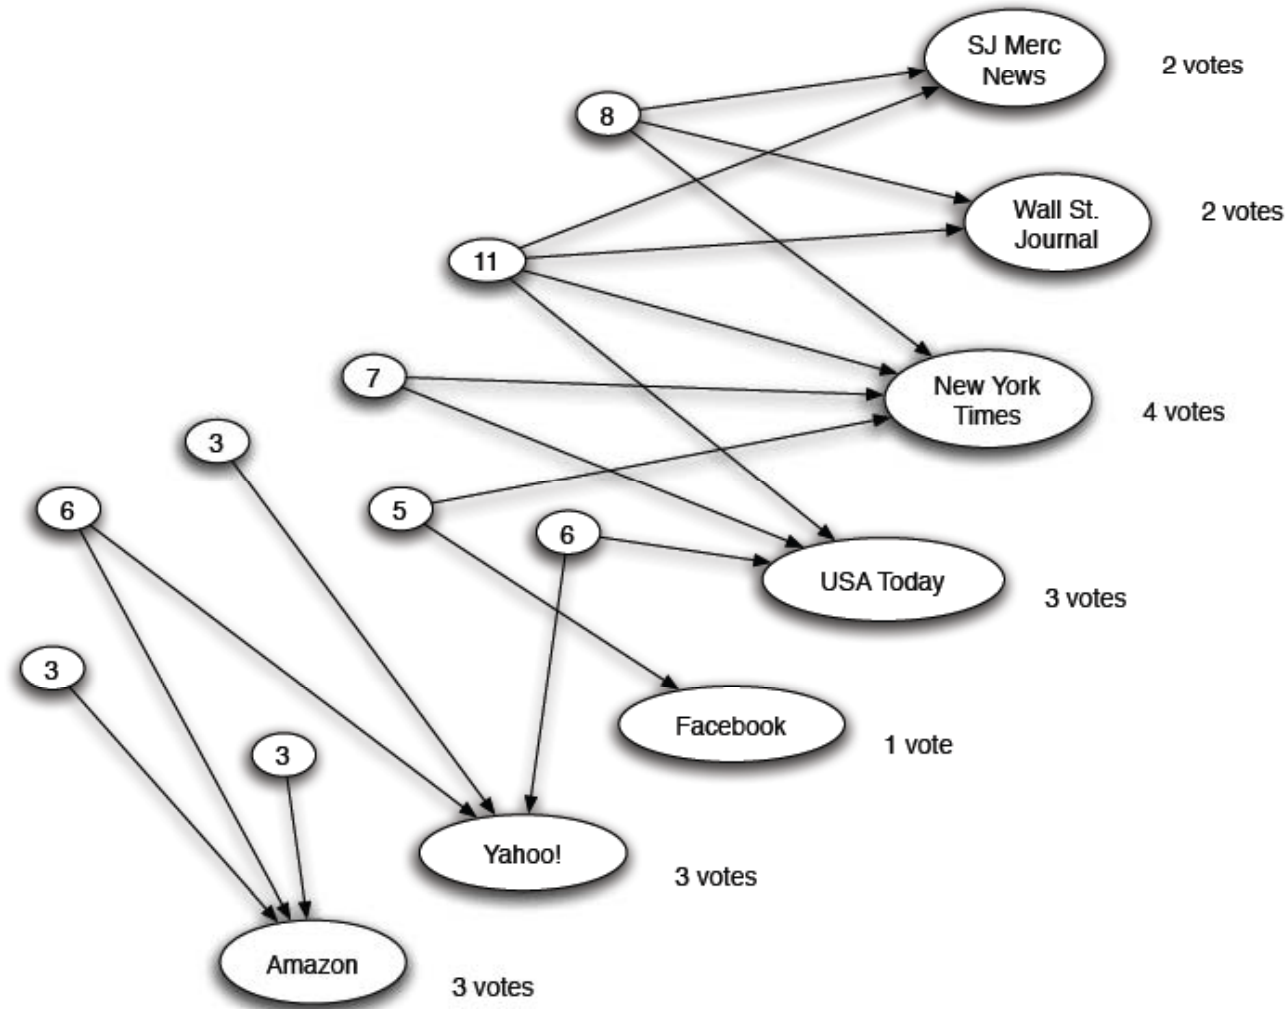 SJ Merc
News
2 votes
8
Wall St.
Journal
2 votes
11
New York
Times
4 votes
7
3
6
5
6
USA Today
3 votes
3
Facebook
1 vote
3
Yahoo!
3 votes
Amazon
3 votes